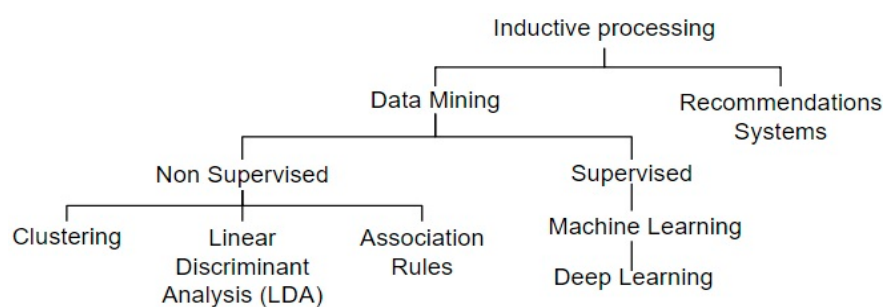 Inductive processing
Data Mining
Recommendations
Systems
Non Supervised
Supervised
Clustering
Linear
Discriminant
Analysis (LDA)
Association
Rules
Machine Learning
Deep Learning